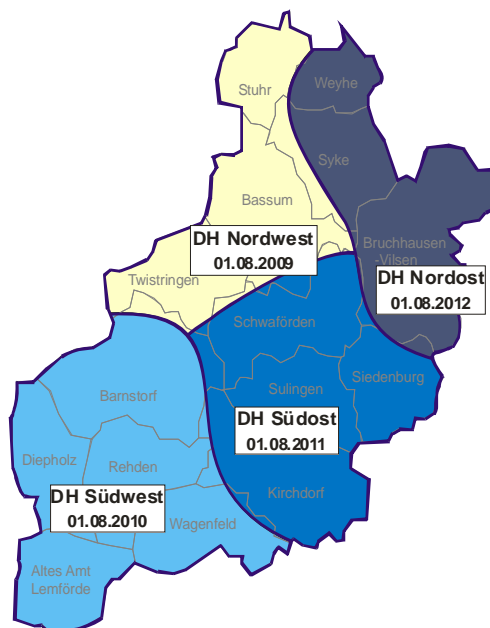 Weyhe
Stuhr
Syke
Bassum
DH Nordwest
01.08.2009
Bruchhausen
-Vilsen
DH Nordost
01.08.2012
Twistringen
Schwaförden
Siedenburg
Sulingen
Barnstorf
DH Südost
01.08.2011
Diepholz
Rehden
DH Südwest
01.08.2010
Kirchdorf
Wagenfeld
Altes Amt
Lemförde